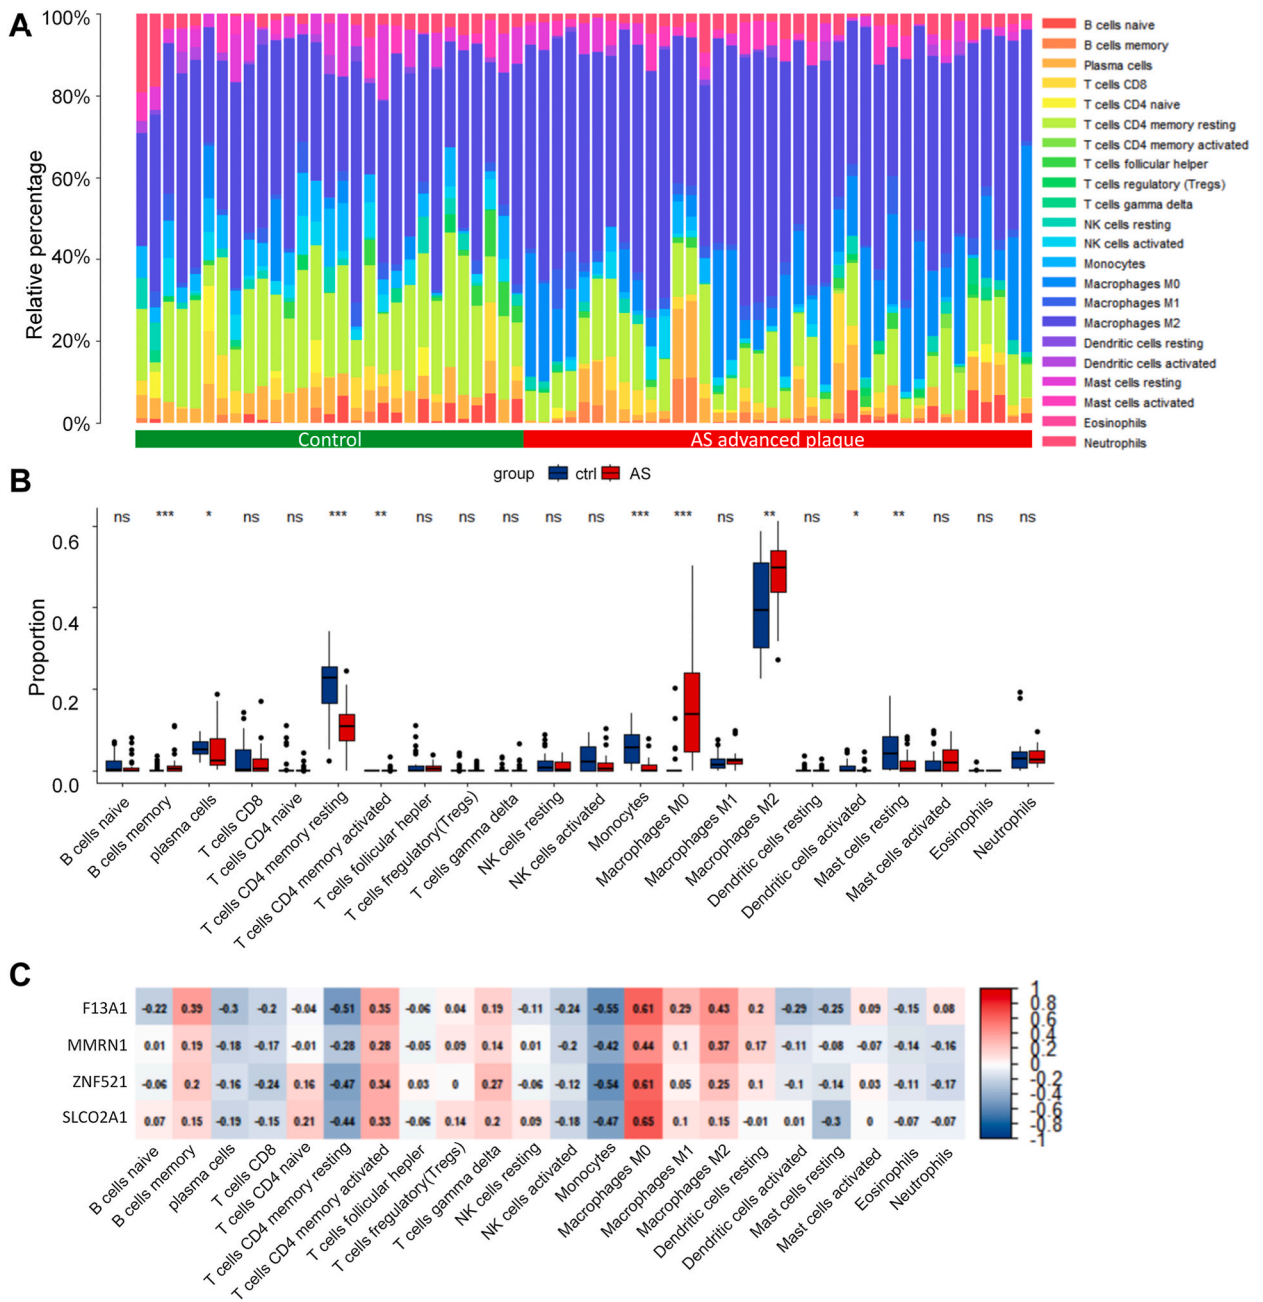 A
100%
80%
60%
40%
20%
0%
Relative percentage
Control
AS advanced plaque
B cells naive
B cells memory
Plasma cells
T cells CD8
T cells CD4 naive
T cells CD4 memory resting
T cells CD4 memory activated
T cells follicular helper
T cells regulatory (Tregs)
T cells gamma delta
NK cells resting
NK cells activated
Monocytes
Macrophages M0
Macrophages M1
Macrophages M2
Dendritic cells resting
Dendritic cells activated
Mast cells resting
Mast cells activated
Eosinophils
Neutrophils
B
group ctrl AS
ns *** * ns ns *** ** ns ns ns ns ns *** *** ns ** ns * ** ns ns ns
0.6
0.4
0.2
0.0
Proportion
B cells naive
B cells memory
plasma cells
T cells CD8
T cells CD4 naive
T cells CD4 memory resting
T cells CD4 memory activated
T cells follicular hepler
T cells fregulatory(Tregs)
T cells gamma delta
NK cells resting
NK cells activated
Monocytes
Macrophages M0
Macrophages M1
Macrophages M2
Dendritic cells resting
Dendritic cells activated
Mast cells resting
Mast cells activated
Eosinophils
Neutrophils
C
F13A1 -0.22 0.39 -0.3 -0.2 -0.04 -0.51 0.35 -0.06 0.04 0.19 -0.11 -0.24 -0.55 0.61 0.29 0.43 0.2 -0.29 -0.25 0.09 -0.15 0.08
MMRN1 0.01 0.19 -0.18 -0.17 -0.01 -0.28 0.28 -0.05 0.09 0.14 0.01 -0.2 -0.42 0.44 0.1 0.37 0.17 -0.11 -0.08 -0.07 -0.14 -0.16
ZNF521 -0.06 0.2 -0.16 -0.24 0.16 -0.47 0.34 0.03 0 0.27 -0.06 -0.12 -0.54 0.61 0.05 0.25 0.1 -0.1 -0.14 0.03 -0.11 -0.17
SLCO2A1 0.07 0.15 -0.19 -0.15 0.21 -0.44 0.33 -0.06 0.14 0.2 0.09 -0.18 -0.47 0.65 0.1 0.15 -0.01 0.01 -0.3 0 -0.07 -0.07
1
0.8
0.6
0.4
0.2
0
-0.2
-0.4
-0.6
-0.8
-1
B cells naive
B cells memory
plasma cells
T cells CD8
T cells CD4 naive
T cells CD4 memory resting
T cells CD4 memory activated
T cells follicular hepler
T cells fregulatory(Tregs)
T cells gamma delta
NK cells resting
NK cells activated
Monocytes
Macrophages M0
Macrophages M1
Macrophages M2
Dendritic cells resting
Dendritic cells activated
Mast cells resting
Mast cells activated
Eosinophils
Neutrophils